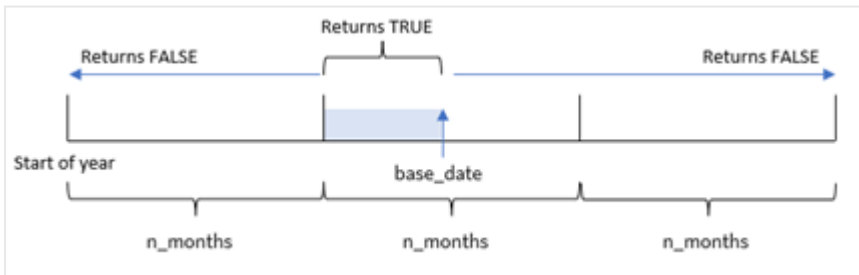 Returns TRUE
Returns FALSE
Returns FALSE
Start of year
base_date
n_months
n_months
n_months